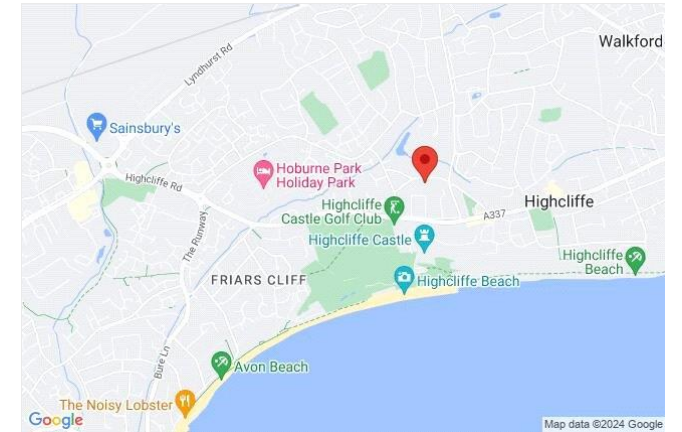 Walkford
Lyndhurst Rd
Sainsbury's
Hoburne Park
Holiday Park
Highcliffe Rd
Highcliffe
Castle Golf Club
Highcliffe
A337
The Runway
Highcliffe Castle
Highcliffe
Beach
FRIARS CLIFF
Highcliffe Beach
Bure Ln
Avon Beach
The Noisy Lobster
Google
Map data ©2024 Google